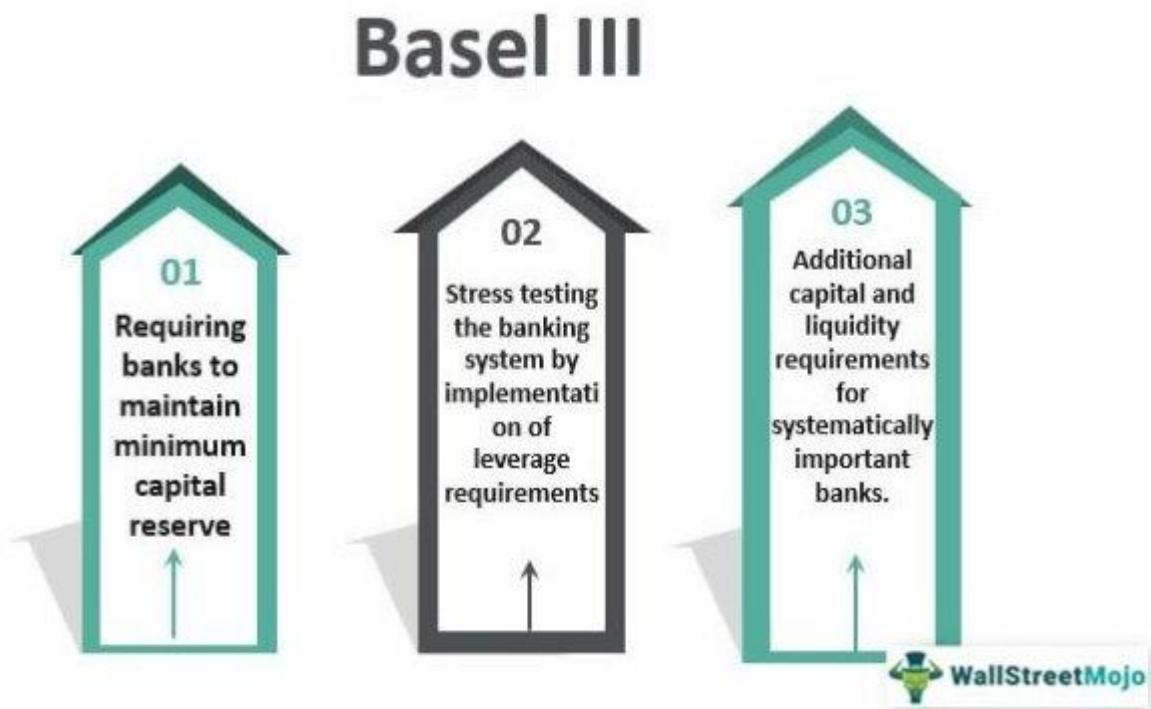 Basel III
01
Requiring
banks to
maintain
minimum
capital
reserve
02
Stress testing
the banking
system by
implementati
on of
leverage
requirements
03
Additional
capital and
liquidity
requirements
for
systematically
important
banks.
WallStreetMojo